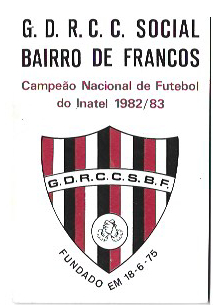 G. D. R. C. C. SOCIAL
BAIRRO DE FRANCOS
Campeão Nacional de Futebol
do Inatel 1982/83
G.D.R.C.C.S.B.F.
FUNDADO EM 18-6-75